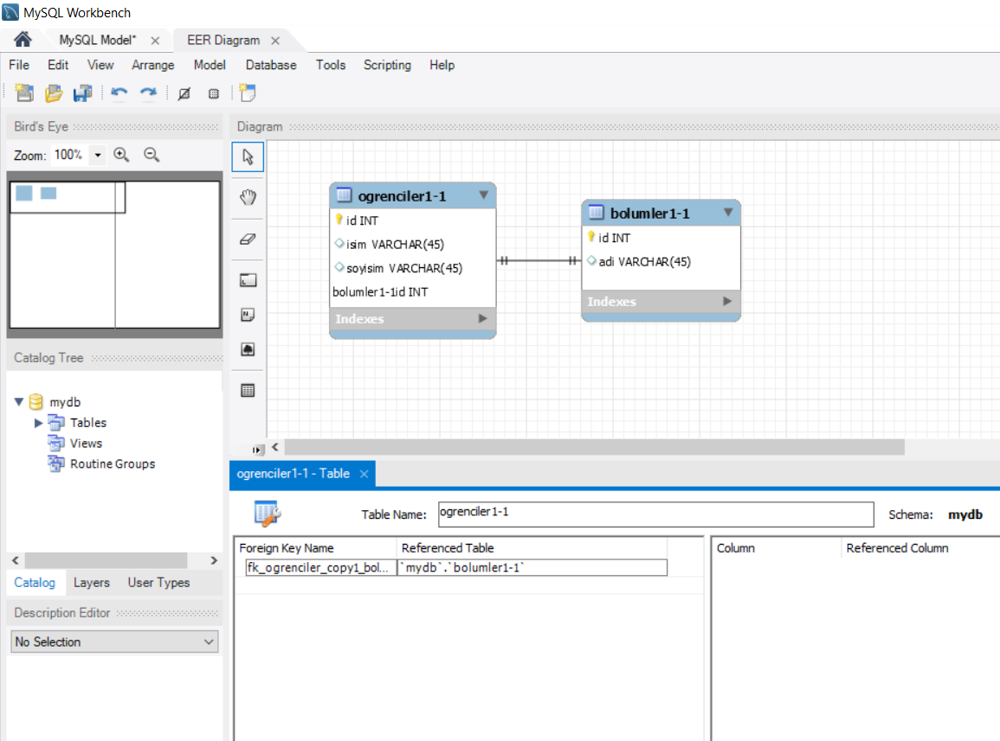 MySQL Workbench
MySQL Model* EER Diagram
File Edit View Arrange Model Database Tools Scripting Help
Bird's Eye
Diagram
Zoom: 100%
ogrenciler1-1
id INT
isim VARCHAR(45)
soyisim VARCHAR(45)
bolumler1-1id INT
Indexes
bolumler1-1
id INT
adi VARCHAR(45)
Indexes
Catalog Tree
mydb
Tables
Views
Routine Groups
Catalog Layers User Types
Description Editor
No Selection
ogrenciler1-1 - Table
Table Name: ogrenciler1-1 Schema: mydb
Foreign Key Name Referenced Table Column Referenced Column
fk_ogrenciler_copy1_bol... `mydb`.`bolumler1-1`